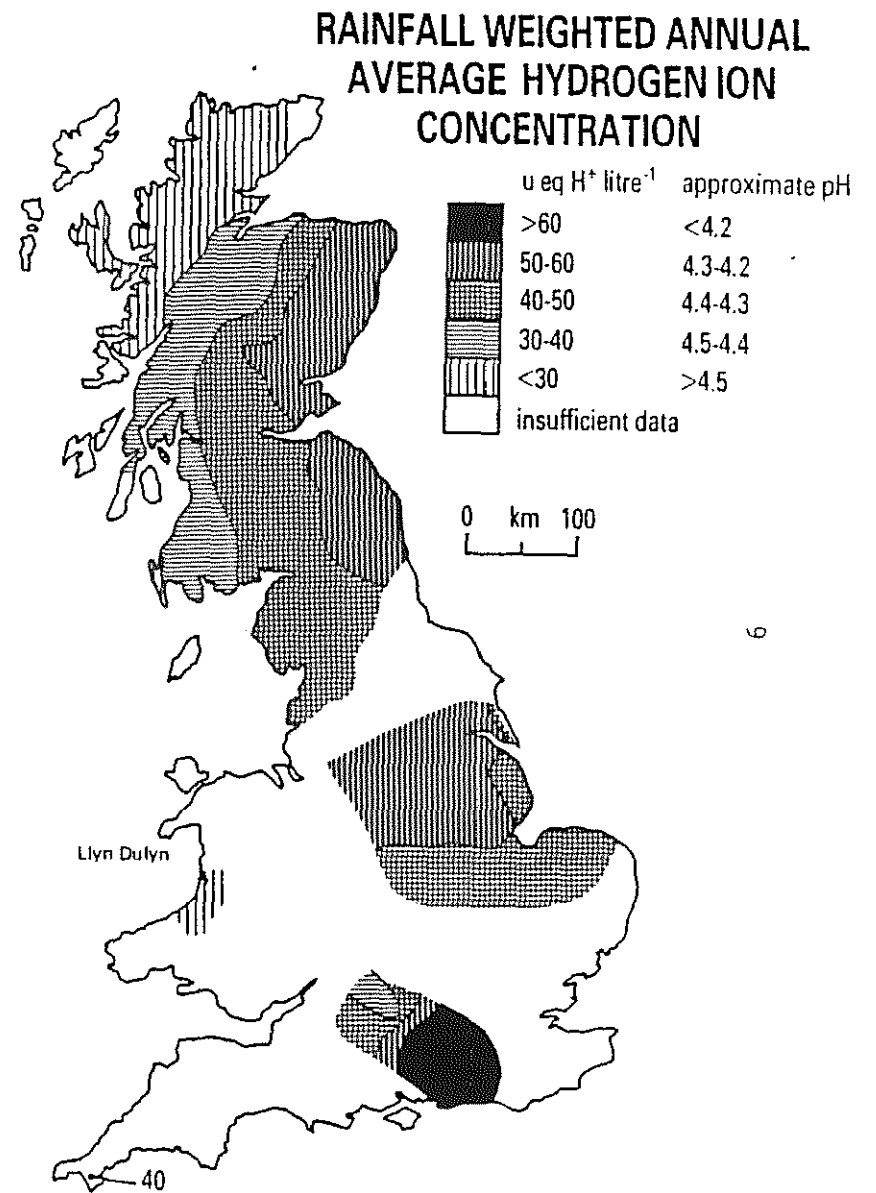 RAINFALL WEIGHTED ANNUAL
AVERAGE HYDROGEN ION
CONCENTRATION
u eq H⁺ litre⁻¹ approximate pH
>60 <4.2
50-60 4.3-4.2
40-50 4.4-4.3
30-40 4.5-4.4
<30 >4.5
insufficient data
0 km 100
6
Llyn Dulyn
40